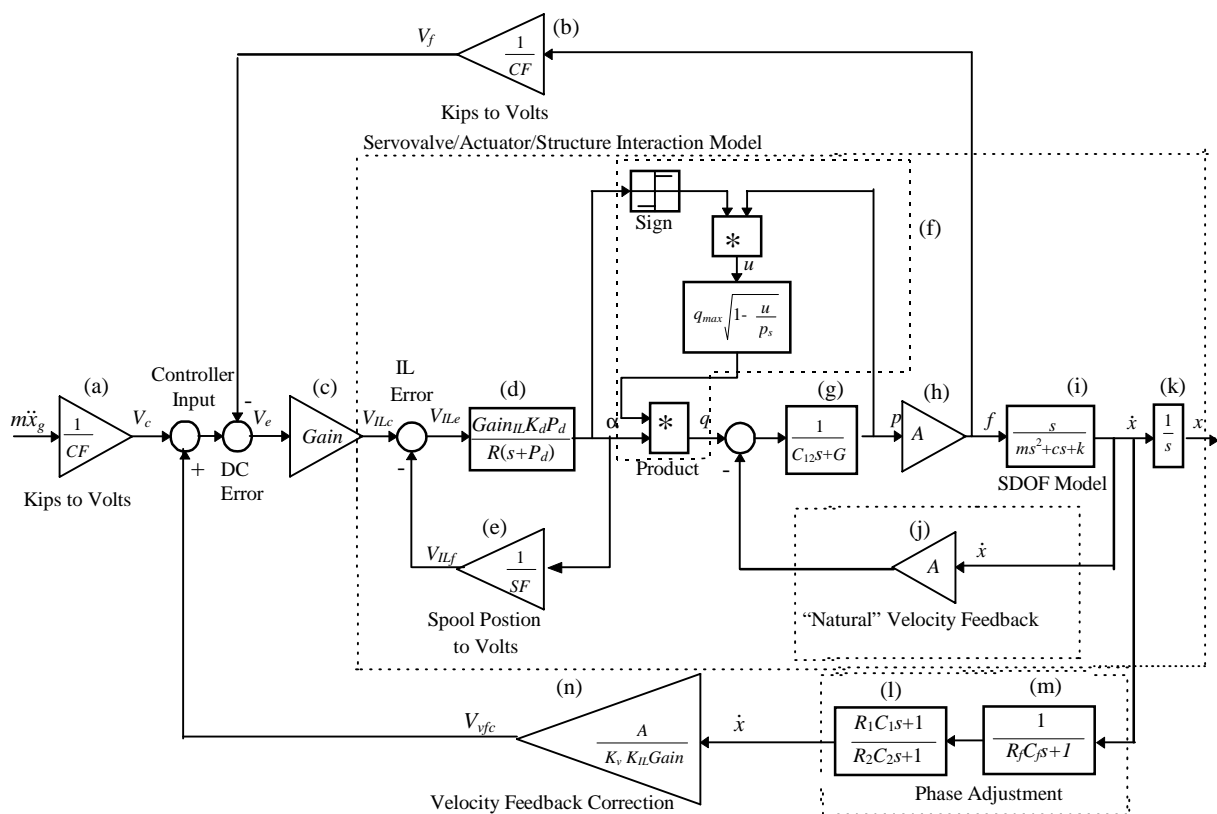 (b)
V_f
1
CF
Kips to Volts
Servovalve/Actuator/Structure Interaction Model
Sign
*
(f)
u
q_max √1- u
p_s
(a)
Controller
Input
-
(c)
IL
Error
(d)
(g)
(h)
(i)
(k)
mẍ_g
1
CF
V_c
V_e
Gain
V_ILc
V_ILe
Gain_IL K_d P_d
R(s+P_d)
α
*
q
1
C_12 s+G
p
A
f
s
ms²+cs+k
ẋ
1
s
x
+
DC
Error
-
Product
-
SDOF Model
Kips to Volts
(e)
V_ILf
1
SF
Spool Postion
to Volts
(j)
A
ẋ
“Natural” Velocity Feedback
(n)
(l)
(m)
V_vfc
A
K_v K_IL Gain
ẋ
R_1C_1s+1
R_2C_2s+1
1
R_fC_fs+1
Velocity Feedback Correction
Phase Adjustment